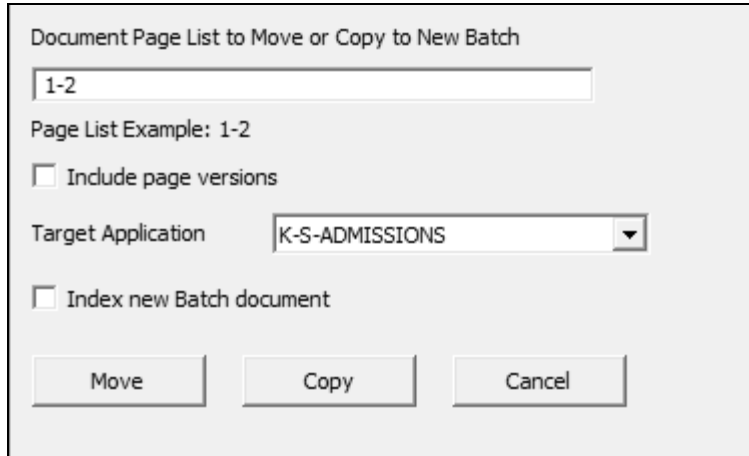 Document Page List to Move or Copy to New Batch
1-2
Page List Example: 1-2
Include page versions
Target Application K-S-ADMISSIONS
Index new Batch document
Move Copy Cancel